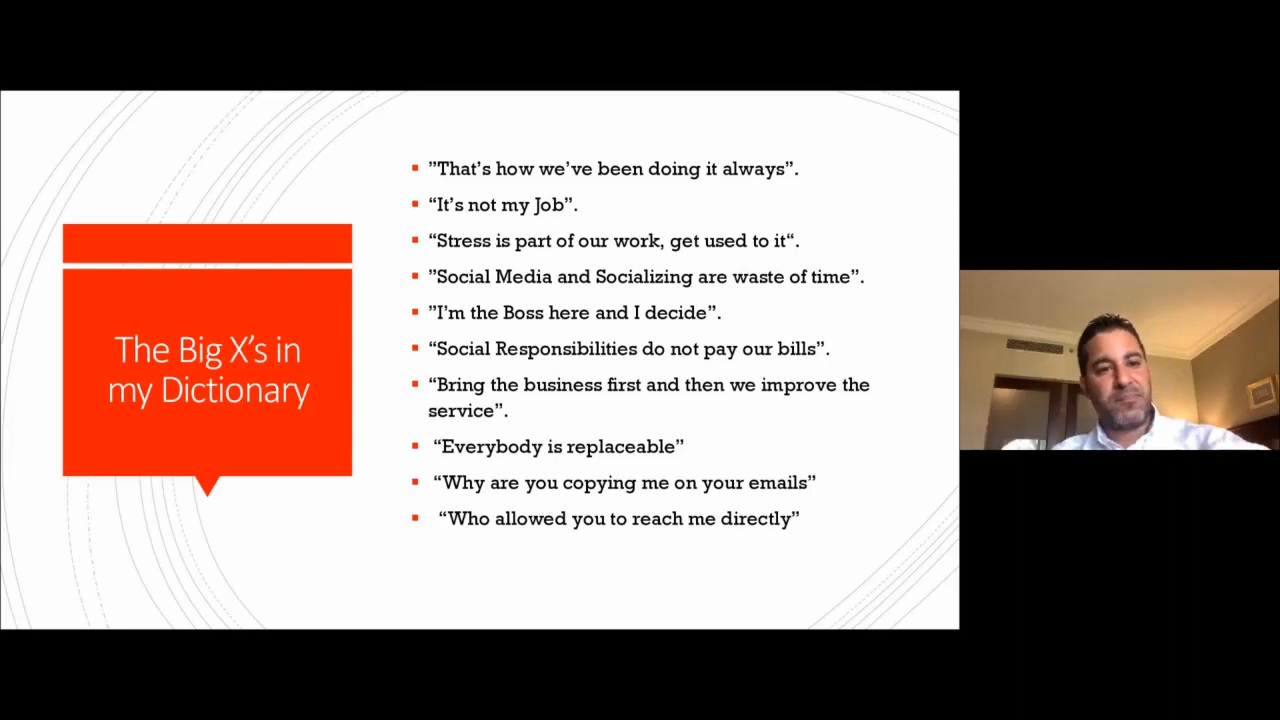 The Big X’s in
my Dictionary
”That’s how we’ve been doing it always”.
“It’s not my Job”.
“Stress is part of our work, get used to it“.
”Social Media and Socializing are waste of time”.
”I’m the Boss here and I decide”.
“Social Responsibilities do not pay our bills”.
“Bring the business first and then we improve the
service”.
“Everybody is replaceable”
“Why are you copying me on your emails”
“Who allowed you to reach me directly”